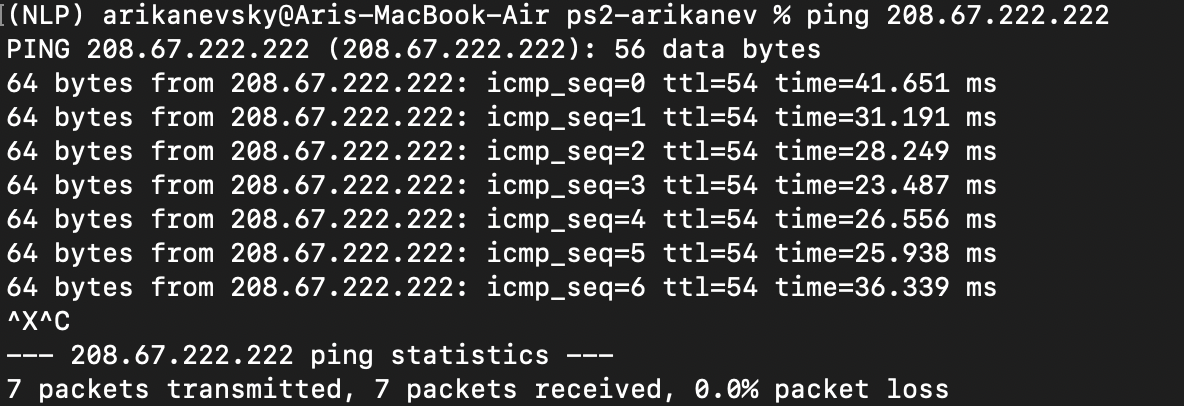 (NLP) arikanevsky@Aris-MacBook-Air ps2-arikanev % ping 208.67.222.222
PING 208.67.222.222 (208.67.222.222): 56 data bytes
64 bytes from 208.67.222.222: icmp_seq=0 ttl=54 time=41.651 ms
64 bytes from 208.67.222.222: icmp_seq=1 ttl=54 time=31.191 ms
64 bytes from 208.67.222.222: icmp_seq=2 ttl=54 time=28.249 ms
64 bytes from 208.67.222.222: icmp_seq=3 ttl=54 time=23.487 ms
64 bytes from 208.67.222.222: icmp_seq=4 ttl=54 time=26.556 ms
64 bytes from 208.67.222.222: icmp_seq=5 ttl=54 time=25.938 ms
64 bytes from 208.67.222.222: icmp_seq=6 ttl=54 time=36.339 ms
^X^C
--- 208.67.222.222 ping statistics ---
7 packets transmitted, 7 packets received, 0.0% packet loss